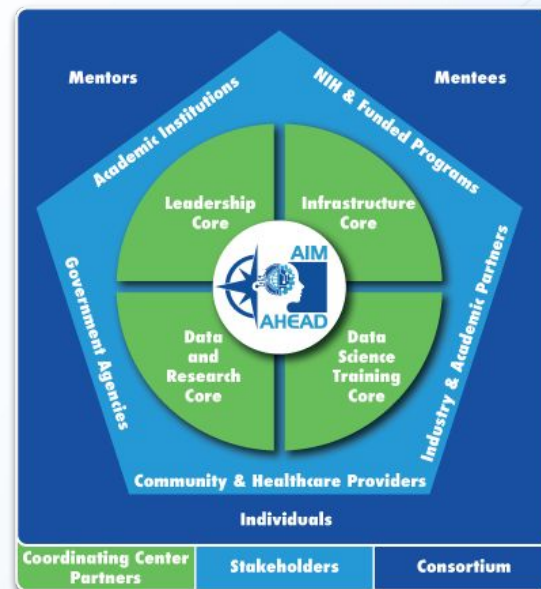 Mentors
Mentees
Academic Institutions
NIH & Funded Programs
Leadership
Core
Infrastructure
Core
AIM
AHEAD
Government Agencies
Data
and
Research
Core
Data
Science
Training
Core
Industry & Academic Partners
Community & Healthcare Providers
Individuals
Coordinating Center
Partners
Stakeholders
Consortium